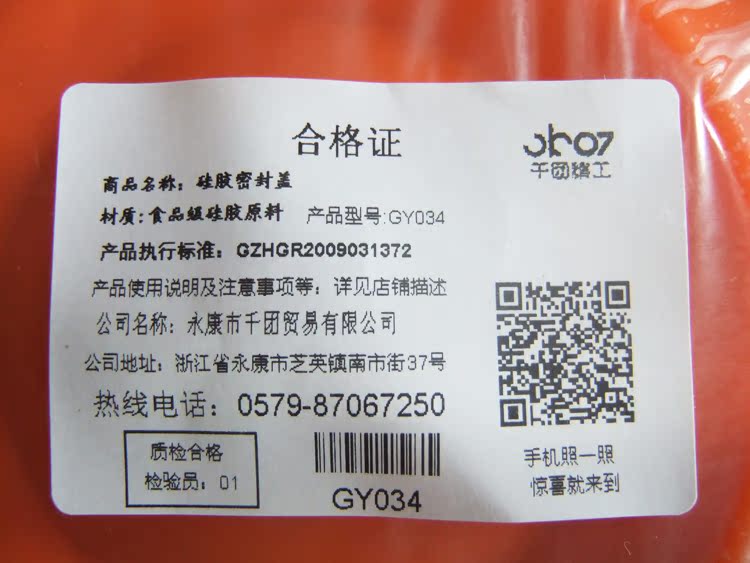 合格证
千团精工
商品名称：硅胶密封盖
材质:食品级硅胶原料 产品型号:GY034
产品执行标准：GZHGR2009031372
产品使用说明及注意事项等：详见店铺描述
公司名称：永康市千团贸易有限公司
公司地址：浙江省永康市芝英镇南市街37号
热线电话：0579-87067250
质检合格
检验员：01
GY034
手机照一照
惊喜就来到